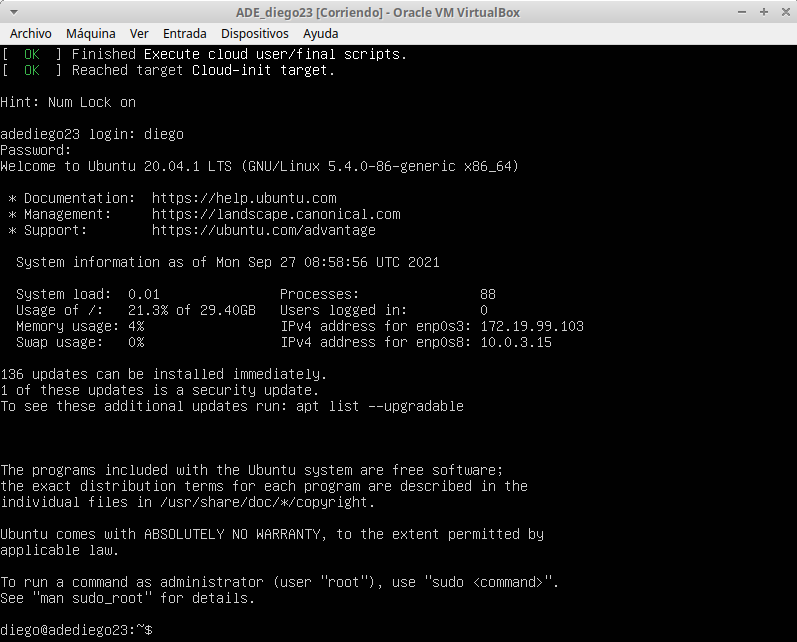 ADE_diego23 [Corriendo] - Oracle VM VirtualBox
Archivo Máquina Ver Entrada Dispositivos Ayuda
[  OK  ] Finished Execute cloud user/final scripts.
[  OK  ] Reached target Cloud-init target.
Hint: Num Lock on
adediego23 login: diego
Password:
Welcome to Ubuntu 20.04.1 LTS (GNU/Linux 5.4.0-86-generic x86_64)
 * Documentation:  https://help.ubuntu.com
 * Management:     https://landscape.canonical.com
 * Support:        https://ubuntu.com/advantage
  System information as of Mon Sep 27 08:58:56 UTC 2021
  System load:  0.01               Processes:               88
  Usage of /:   21.3% of 29.40GB   Users logged in:         0
  Memory usage: 4%                 IPv4 address for enp0s3: 172.19.99.103
  Swap usage:   0%                 IPv4 address for enp0s8: 10.0.3.15
136 updates can be installed immediately.
1 of these updates is a security update.
To see these additional updates run: apt list --upgradable
The programs included with the Ubuntu system are free software;
the exact distribution terms for each program are described in the
individual files in /usr/share/doc/*/copyright.
Ubuntu comes with ABSOLUTELY NO WARRANTY, to the extent permitted by
applicable law.
To run a command as administrator (user "root"), use "sudo <command>".
See "man sudo_root" for details.
diego@adediego23:~$